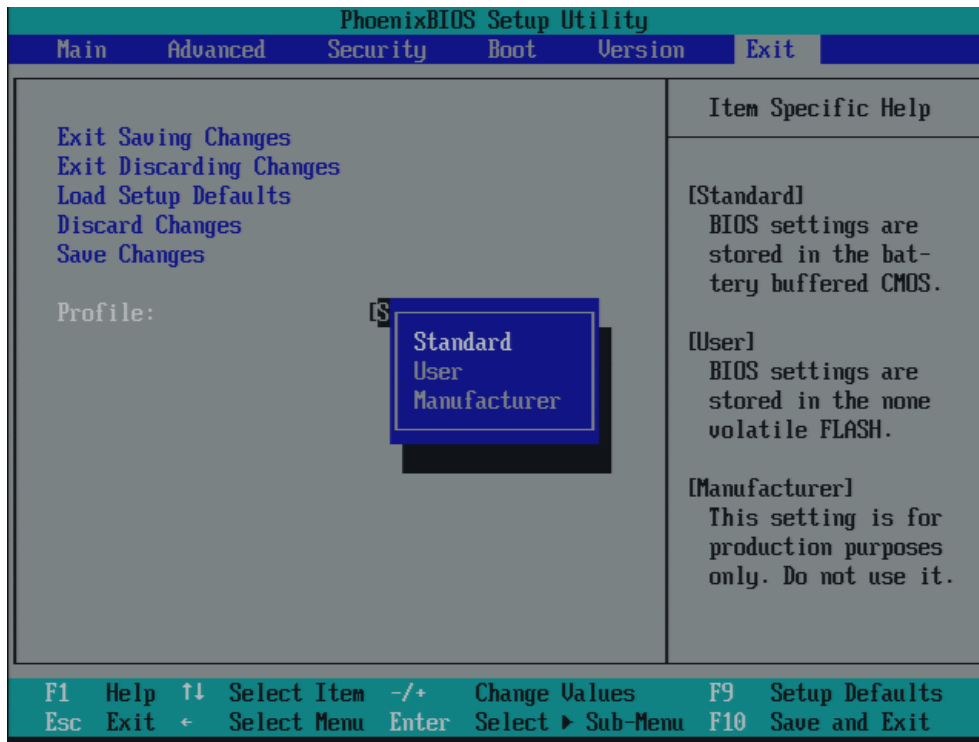 PhoenixBIOS Setup Utility
Main Advanced Security Boot Version Exit
Exit Saving Changes
Exit Discarding Changes
Load Setup Defaults
Discard Changes
Save Changes
Profile: [S
Standard
User
Manufacturer
Item Specific Help
[Standard]
BIOS settings are
stored in the bat-
tery buffered CMOS.
[User]
BIOS settings are
stored in the none
volatile FLASH.
[Manufacturer]
This setting is for
production purposes
only. Do not use it.
F1 Help ↑↓ Select Item -/+ Change Values F9 Setup Defaults
Esc Exit ← Select Menu Enter Select ▶ Sub-Menu F10 Save and Exit